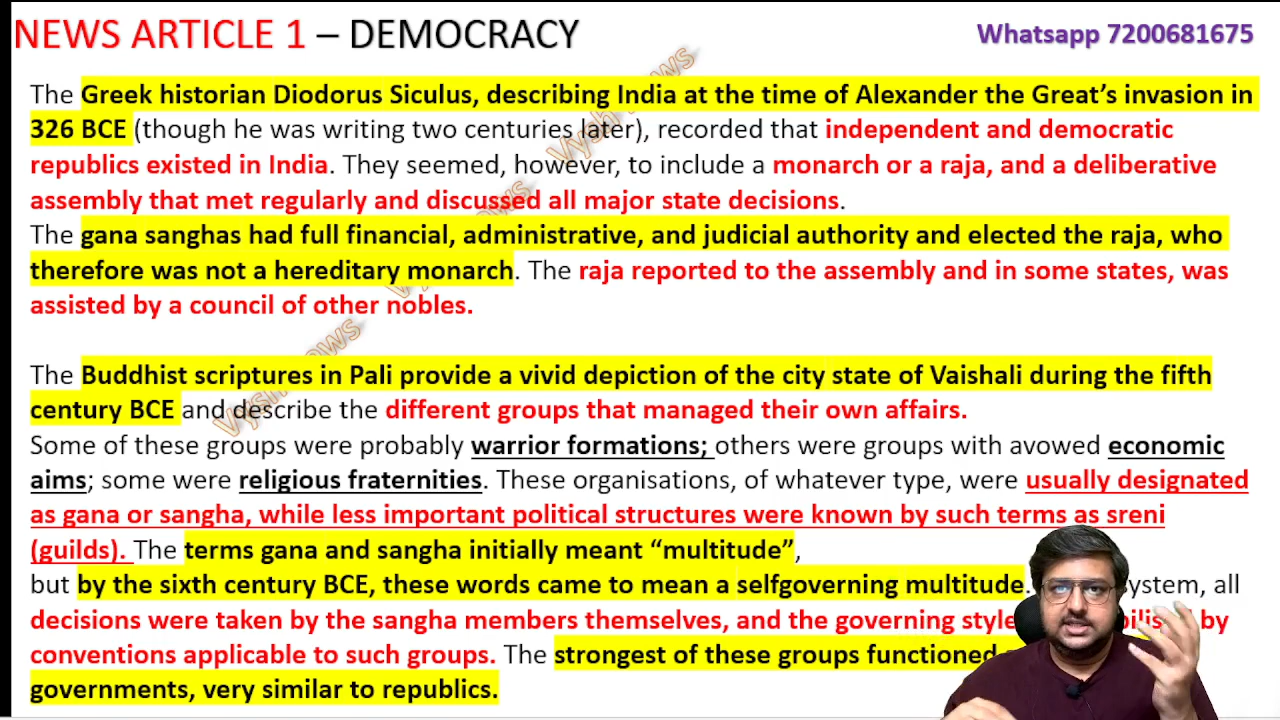 NEWS ARTICLE 1 – DEMOCRACY
Whatsapp 7200681675
The Greek historian Diodorus Siculus, describing India at the time of Alexander the Great’s invasion in
326 BCE (though he was writing two centuries later), recorded that independent and democratic
republics existed in India. They seemed, however, to include a monarch or a raja, and a deliberative
assembly that met regularly and discussed all major state decisions.
The gana sanghas had full financial, administrative, and judicial authority and elected the raja, who
therefore was not a hereditary monarch. The raja reported to the assembly and in some states, was
assisted by a council of other nobles.
The Buddhist scriptures in Pali provide a vivid depiction of the city state of Vaishali during the fifth
century BCE and describe the different groups that managed their own affairs.
Some of these groups were probably warrior formations; others were groups with avowed economic
aims; some were religious fraternities. These organisations, of whatever type, were usually designated
as gana or sangha, while less important political structures were known by such terms as sreni
(guilds). The terms gana and sangha initially meant “multitude”,
but by the sixth century BCE, these words came to mean a selfgoverning multitude. system, all
decisions were taken by the sangha members themselves, and the governing style by
conventions applicable to such groups. The strongest of these groups functioned
governments, very similar to republics.